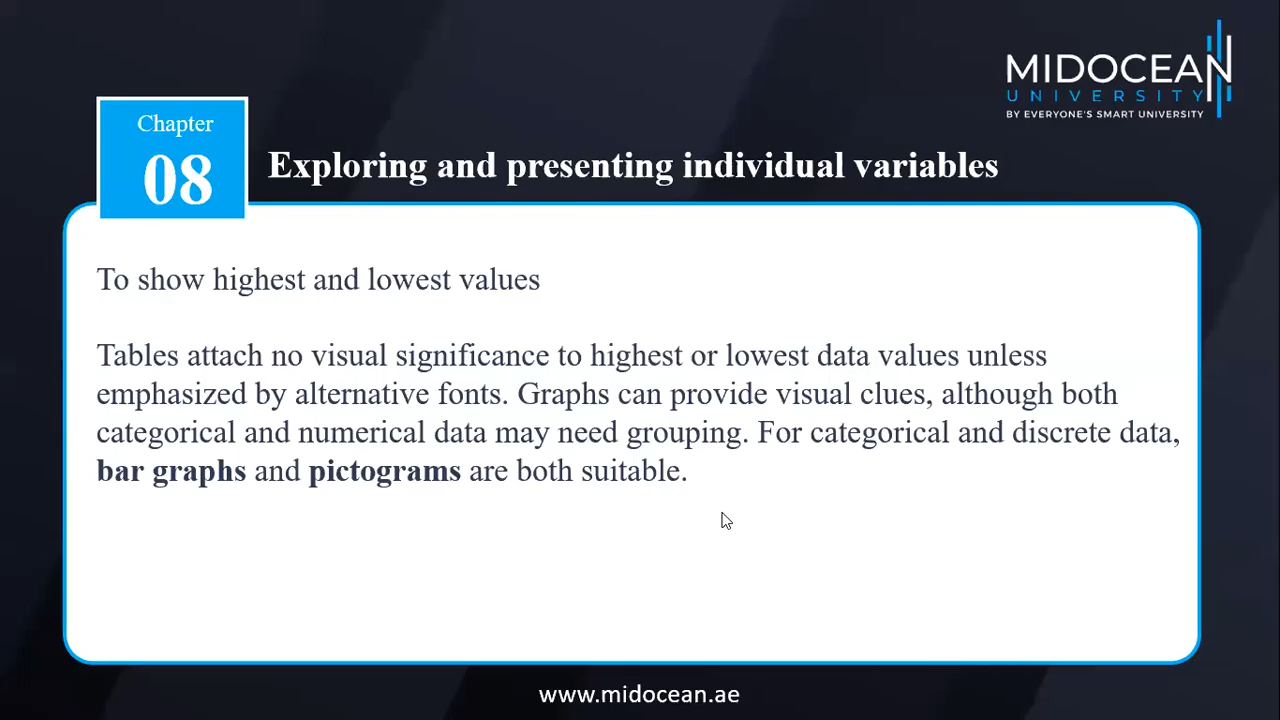 MIDOCEAN
UNIVERSITY
BY EVERYONE'S SMART UNIVERSITY
Chapter
08
Exploring and presenting individual variables
To show highest and lowest values
Tables attach no visual significance to highest or lowest data values unless
emphasized by alternative fonts. Graphs can provide visual clues, although both
categorical and numerical data may need grouping. For categorical and discrete data,
bar graphs and pictograms are both suitable.
www.midocean.ae